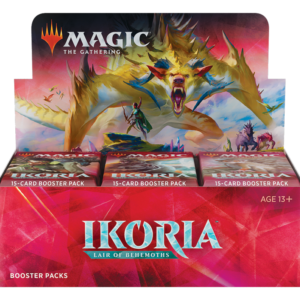 MAGIC
THE GATHERING
15-CARD BOOSTER PACK
15-CARD BOOSTER PACK
15-CARD BOOSTER PACK
AGE 13+
IKORIA
LAIR OF BEHEMOTHS
BOOSTER PACKS